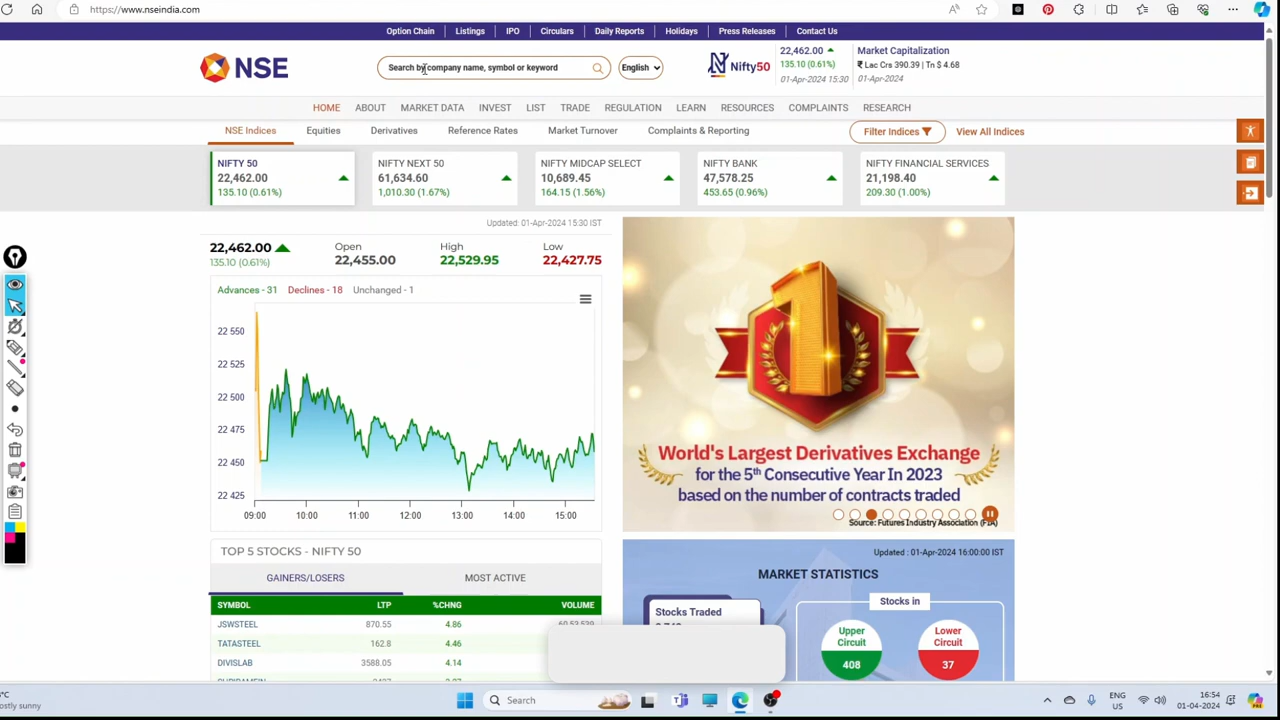 https://www.nseindia.com
Option Chain Listings IPO Circulars Daily Reports Holidays Press Releases Contact Us
NSE
Search by company name, symbol or keyword
English
Nifty50
22,462.00
135.10 (0.61%)
01-Apr-2024 15:30
Market Capitalization
₹ Lac Crs 390.39 | Tn $ 4.68
01-Apr-2024
HOME ABOUT MARKET DATA INVEST LIST TRADE REGULATION LEARN RESOURCES COMPLAINTS RESEARCH
NSE Indices Equities Derivatives Reference Rates Market Turnover Complaints & Reporting
Filter Indices View All Indices
NIFTY 50
22,462.00
135.10 (0.61%)
NIFTY NEXT 50
61,634.60
1,010.30 (1.67%)
NIFTY MIDCAP SELECT
10,689.45
164.15 (1.56%)
NIFTY BANK
47,578.25
453.65 (0.96%)
NIFTY FINANCIAL SERVICES
21,198.40
209.30 (1.00%)
Updated: 01-Apr-2024 15:30 IST
22,462.00
135.10 (0.61%)
Open
22,455.00
High
22,529.95
Low
22,427.75
Advances - 31 Declines - 18 Unchanged - 1
22 550
22 525
22 500
22 475
22 450
22 425
09:00 10:00 11:00 12:00 13:00 14:00 15:00
1
World's Largest Derivatives Exchange
for the 5th Consecutive Year In 2023
based on the number of contracts traded
Source: Futures Industry Association (FIA)
TOP 5 STOCKS - NIFTY 50
GAINERS/LOSERS MOST ACTIVE
SYMBOL LTP %CHNG VOLUME
JSWSTEEL 870.55 4.86
TATASTEEL 162.8 4.46
DIVISLAB 3588.05 4.14
Updated : 01-Apr-2024 16:00:00 IST
MARKET STATISTICS
Stocks Traded
Stocks in
Upper
Circuit
408
Lower
Circuit
37
Search
ENG
US
16:54
01-04-2024